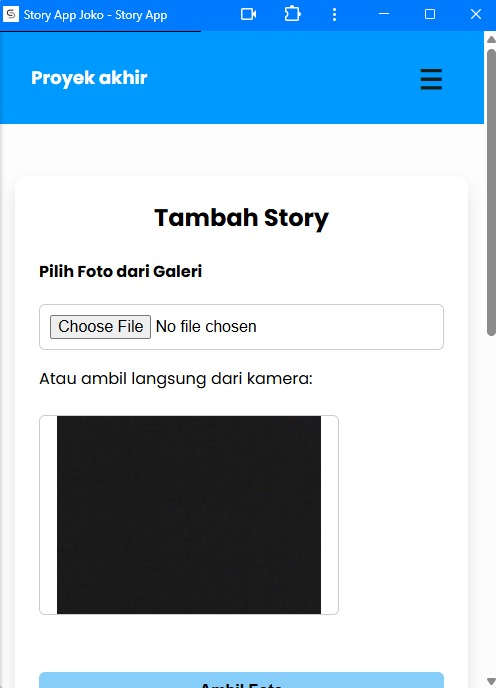 Story App Joko - Story App
Proyek akhir
Tambah Story
Pilih Foto dari Galeri
Choose File No file chosen
Atau ambil langsung dari kamera:
Ambil Foto